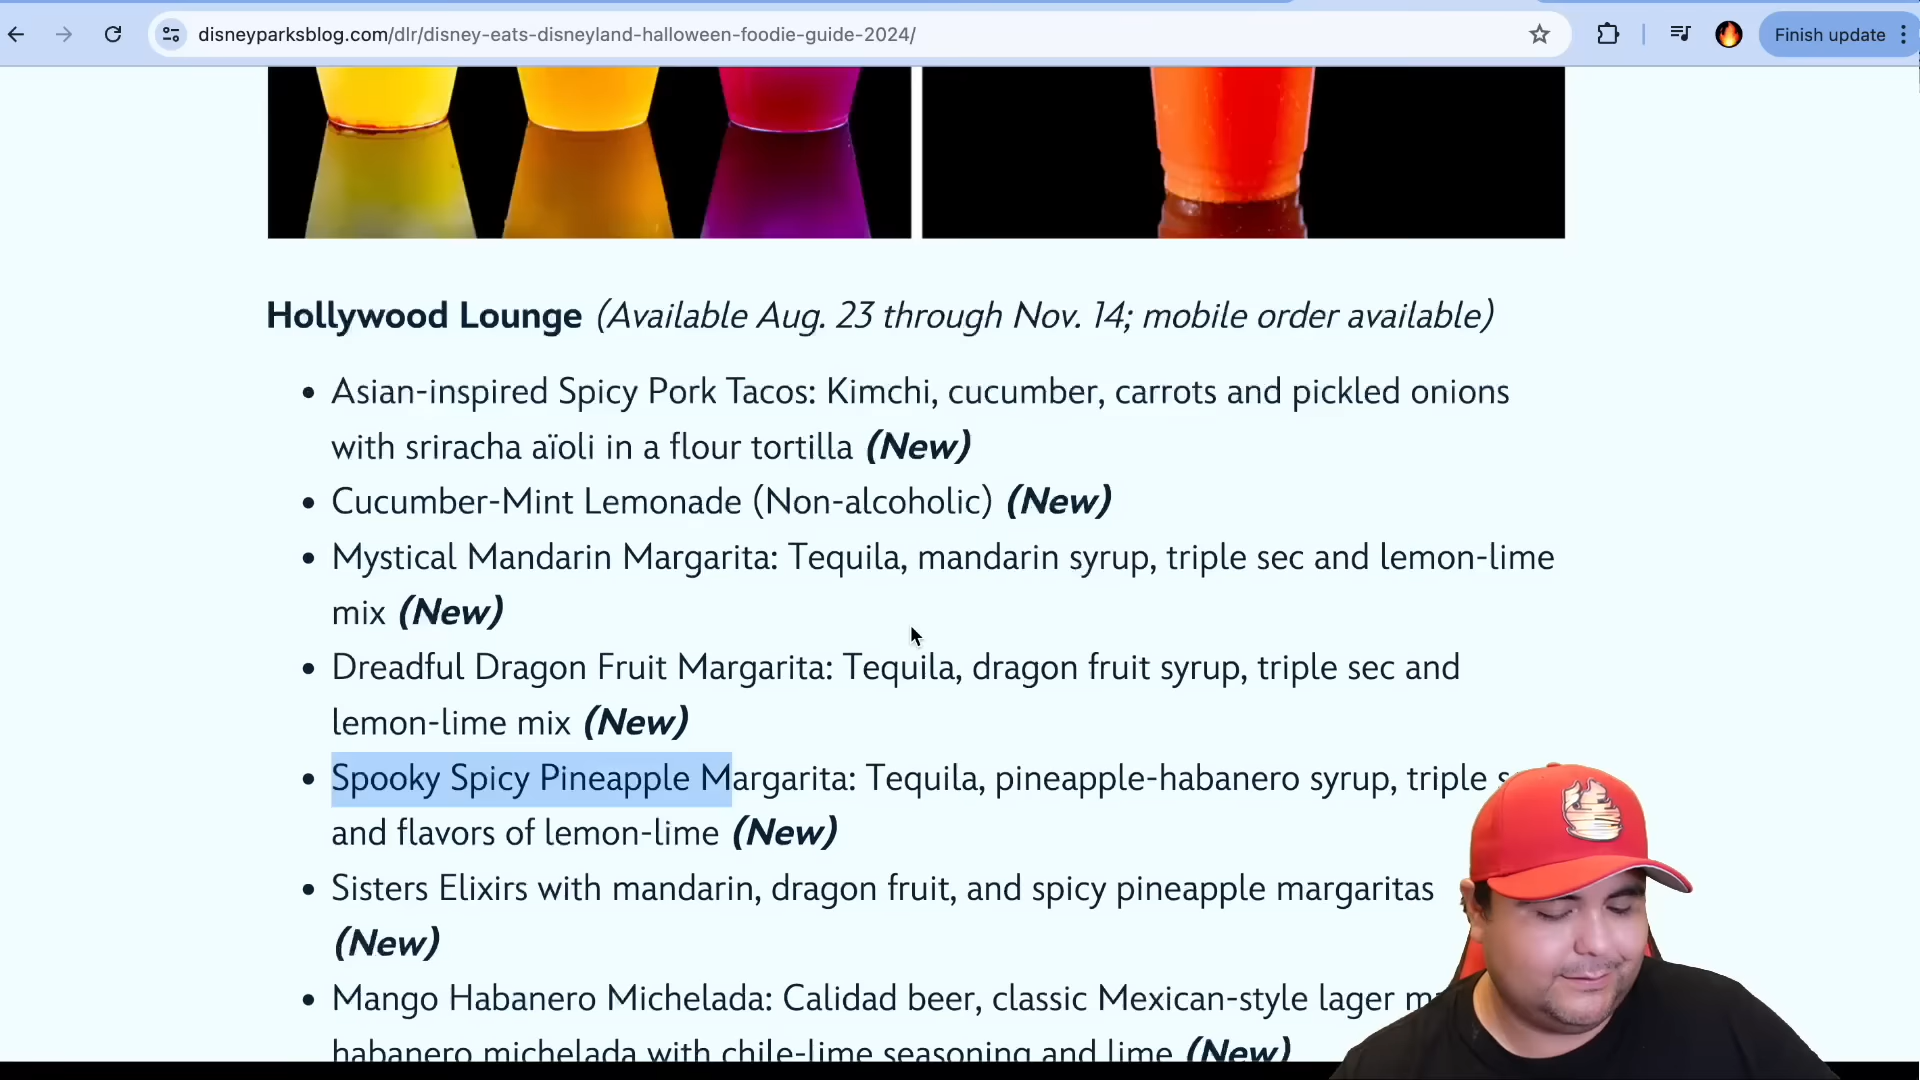 disneyparksblog.com/dlr/disney-eats-disneyland-halloween-foodie-guide-2024/
Finish update
Hollywood Lounge (Available Aug. 23 through Nov. 14; mobile order available)
• Asian-inspired Spicy Pork Tacos: Kimchi, cucumber, carrots and pickled onions
with sriracha aïoli in a flour tortilla (New)
• Cucumber-Mint Lemonade (Non-alcoholic) (New)
• Mystical Mandarin Margarita: Tequila, mandarin syrup, triple sec and lemon-lime
mix (New)
• Dreadful Dragon Fruit Margarita: Tequila, dragon fruit syrup, triple sec and
lemon-lime mix (New)
• Spooky Spicy Pineapple Margarita: Tequila, pineapple-habanero syrup, triple
and flavors of lemon-lime (New)
• Sisters Elixirs with mandarin, dragon fruit, and spicy pineapple margaritas
(New)
• Mango Habanero Michelada: Calidad beer, classic Mexican-style lager
habanero michelada with chile-lime seasoning and lime (New)